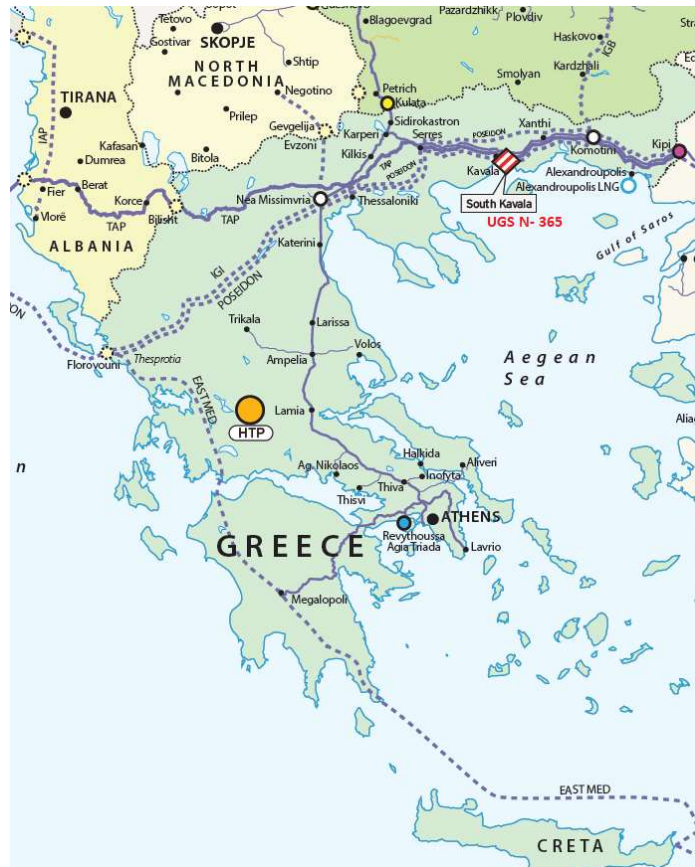 Tetovo
Gostivar
SKOPJE
NORTH
MACEDONIA
Shtip
Negotino
Prilep
Bitola
Gevgelija
Evzoni
Blagoevgrad
Petrich
Kulata
Sidirokastron
Karperi
Serres
Kilkis
Pazardzhikk
Plovdiv
Haskovo
Kardzhali
Smolyan
IGB
Xanthi
POSEIDON
Komotini
Kipi
Kavala
Alexandroupolis
Alexandroupolis LNG
South Kavala
UGS N- 365
Gulf of Saros
TIRANA
IAP
Kafasan
Dumrea
Fier
Berat
Vlorë
Korce
Bilisht
TAP
ALBANIA
TAP
Nea Missimvria
TAP
POSEIDON
Thessaloniki
Katerini
IGI
POSEIDON
Trikala
Larissa
Ampelia
Volos
Florovouni
Thesprotia
EAST MED
HTP
Lamia
Aegean
Sea
Ag. Nikolaos
Halkida
Aliveri
Inofyta
Thiva
Thisvi
ATHENS
Revythoussa
Agia Triada
Lavrio
GREECE
Megalopoli
EAST MED
CRETA